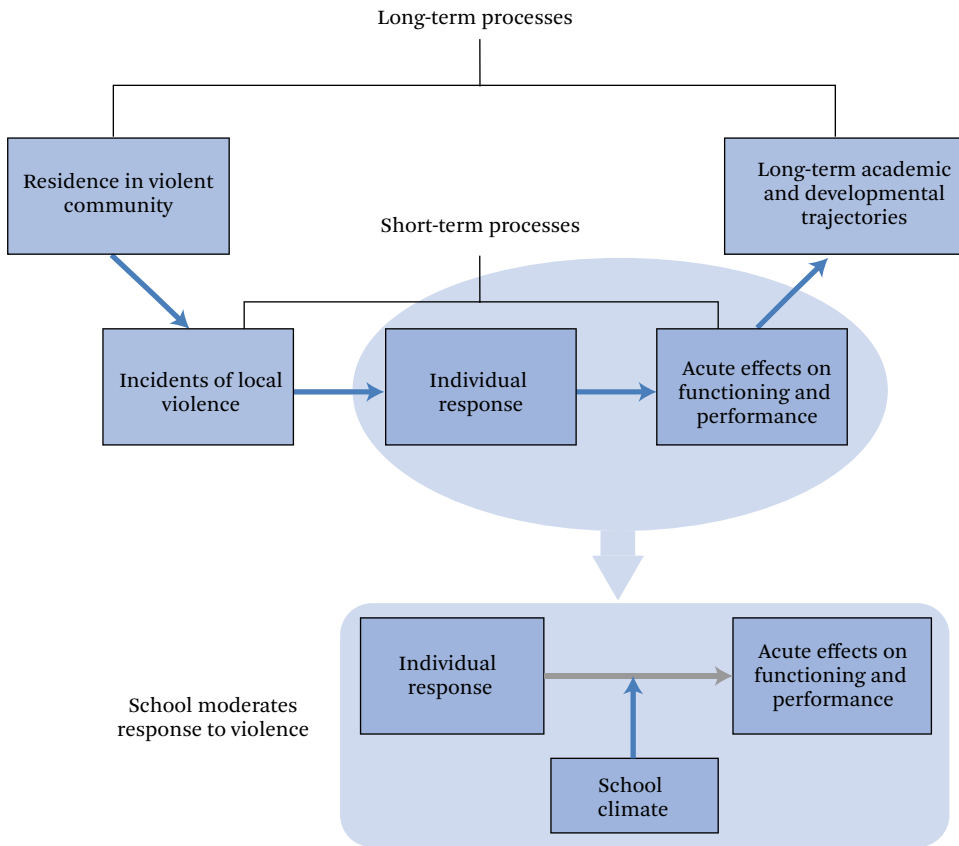 Long-term processes
Residence in violent
community
Long-term academic
and developmental
trajectories
Short-term processes
Incidents of local
violence
Individual
response
Acute effects on
functioning and
performance
School moderates
response to violence
Individual
response
Acute effects on
functioning and
performance
School
climate